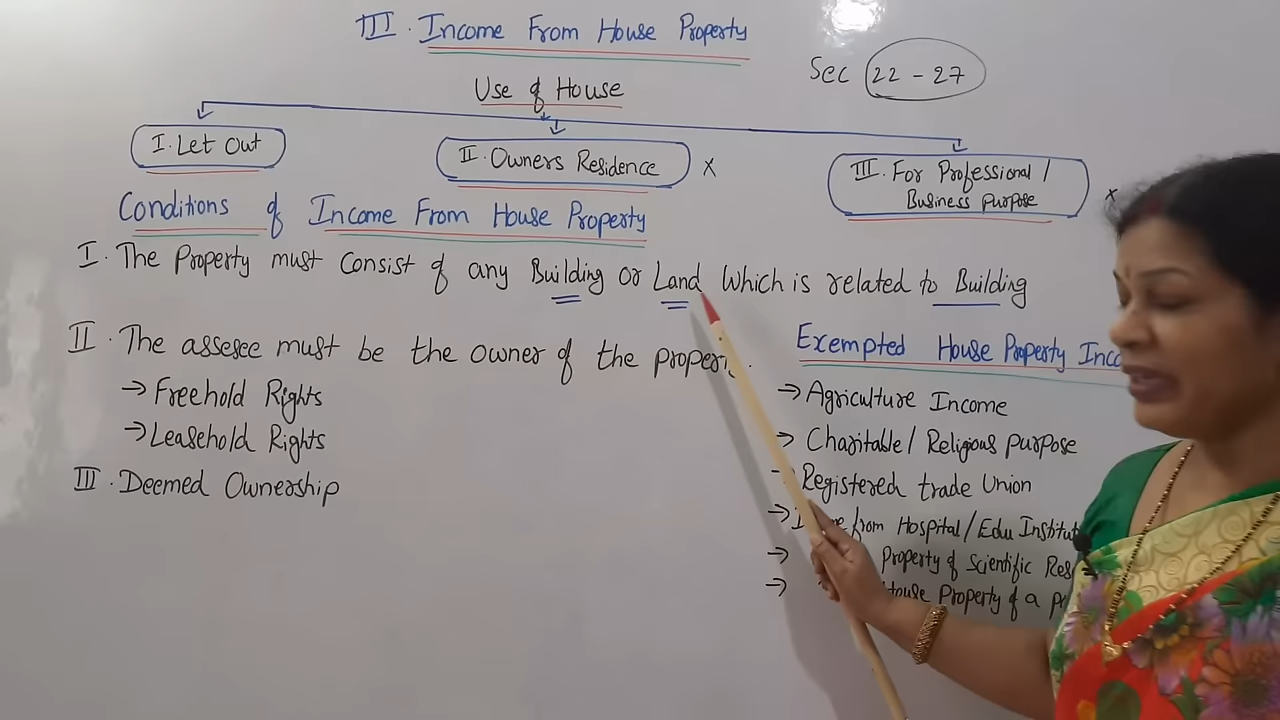 III. Income From House Property
Sec 22-27
Use of House
I. Let Out
II. Owners Residence x
III. For Professional /
Business purpose x
Conditions of Income From House Property
I. The Property must consist of any Building or Land Which is related to Building
II. The assesee must be the owner of the
→ Freehold Rights
→ Leasehold Rights
III. Deemed Ownership
Exempted House Property
→ Agriculture Income
→ Charitable/ Religious purpose
→ Registered trade Union
→ from Hospital/Edu
→ Property of Scientific
→ House Property of a